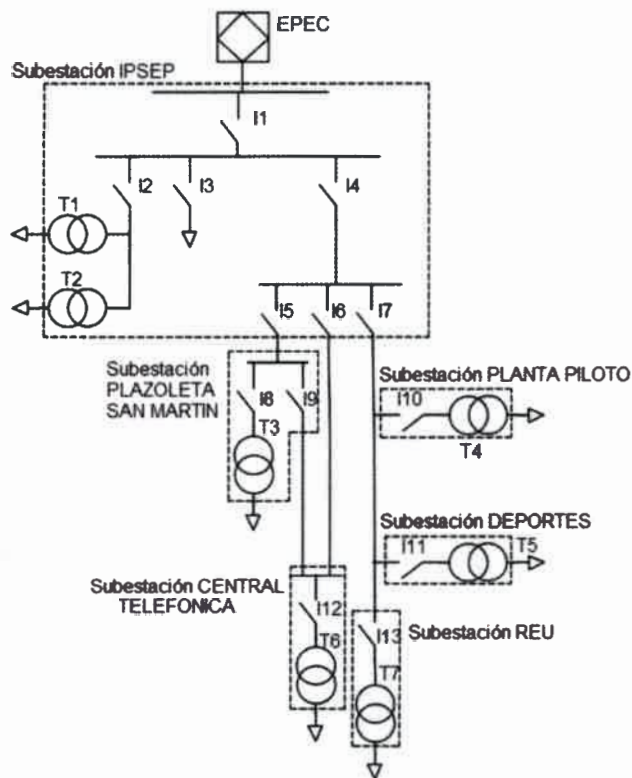 EPEC
Subestación IPSEP
I1
I2
I3
I4
T1
T2
I5
I6
I7
Subestación
PLAZOLETA
SAN MARTIN
I8
I9
T3
Subestación PLANTA PILOTO
I10
T4
Subestación DEPORTES
I11
T5
Subestación CENTRAL
TELEFONICA
I12
T6
I13
Subestación REU
T7